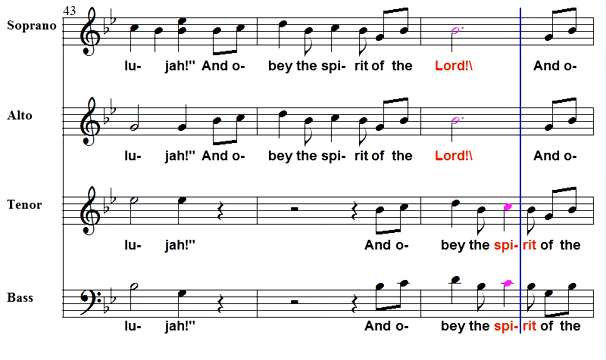 43
Soprano
lu- jah!" And o- bey the spi- rit of the Lord!\ And o-
Alto
lu- jah!" And o- bey the spi- rit of the Lord!\ And o-
Tenor
lu- jah!" And o- bey the spi- rit of the
Bass
lu- jah!" And o- bey the spi- rit of the